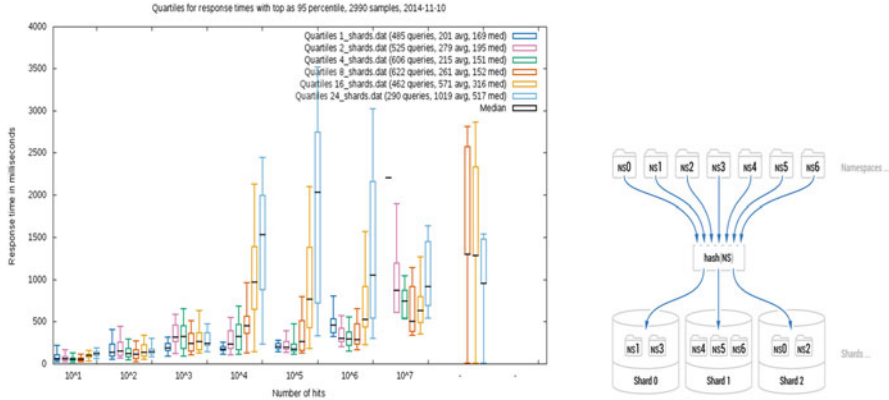 Quartiles for response times with top as 95 percentile, 2990 samples, 2014-11-10
4000
3500
3000
2500
2000
1500
1000
500
0
Response time in milliseconds
Quartiles 1_shards.dat (485 queries, 201 avg, 169 med)
Quartiles 2_shards.dat (525 queries, 279 avg, 195 med)
Quartiles 4_shards.dat (606 queries, 215 avg, 151 med)
Quartiles 8_shards.dat (622 queries, 261 avg, 152 med)
Quartiles 16_shards.dat (462 queries, 571 avg, 316 med)
Quartiles 24_shards.dat (290 queries, 1019 avg, 517 med)
Median
10^1 10^2 10^3 10^4 10^5 10^6 10^7 - -
Number of hits
NS0 NS1 NS2 NS3 NS4 NS5 NS6 Namespaces ...
hash(NS)
NS1 NS3 NS4 NS5 NS6 NS0 NS2 Shards ...
Shard 0 Shard 1 Shard 2